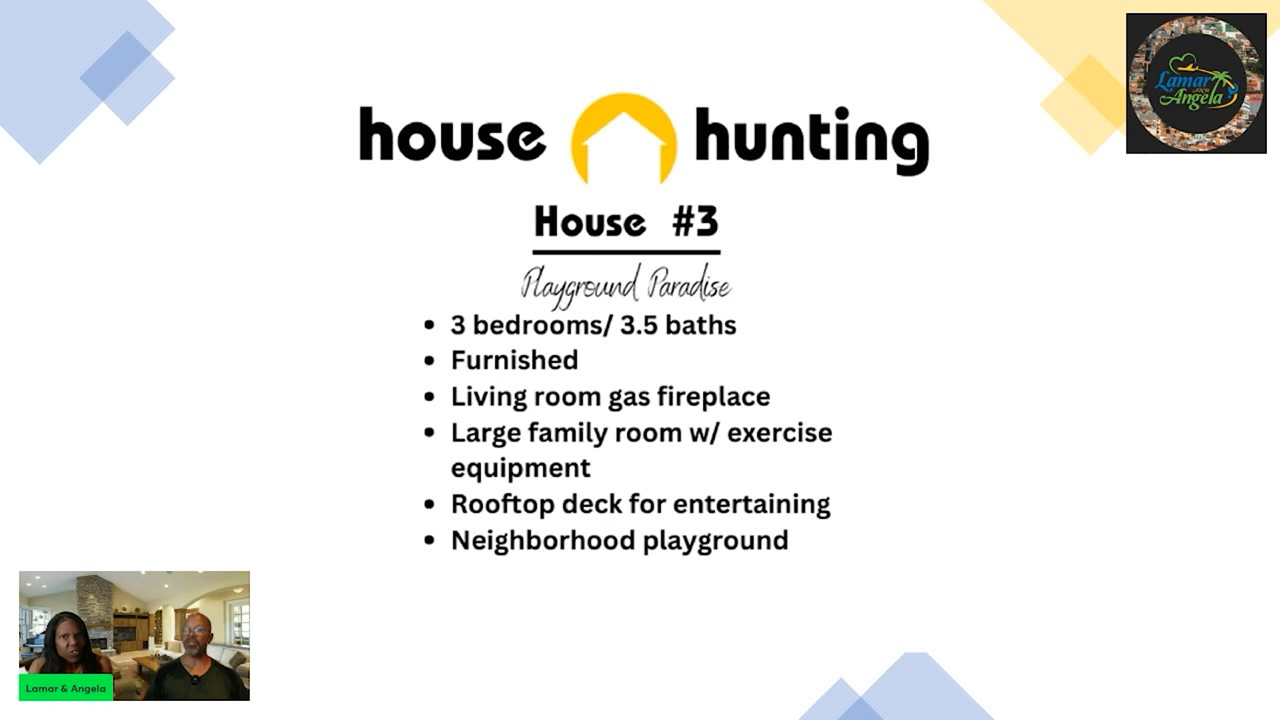 Lamar
Angela
house hunting
House #3
Playground Paradise
• 3 bedrooms/ 3.5 baths
• Furnished
• Living room gas fireplace
• Large family room w/ exercise
equipment
• Rooftop deck for entertaining
• Neighborhood playground
Lamar & Angela